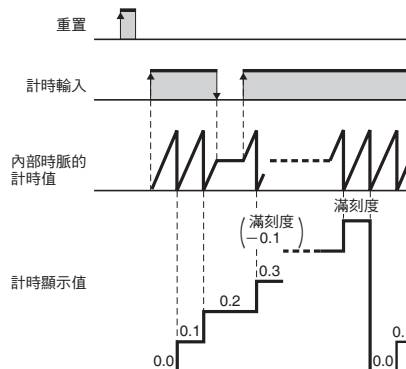 重置
計時輸入
內部時脈的
計時值
滿刻度
(滿刻度
-0.1)
計時顯示值
0.3
0.2
0.1
0.0
0.0
0.